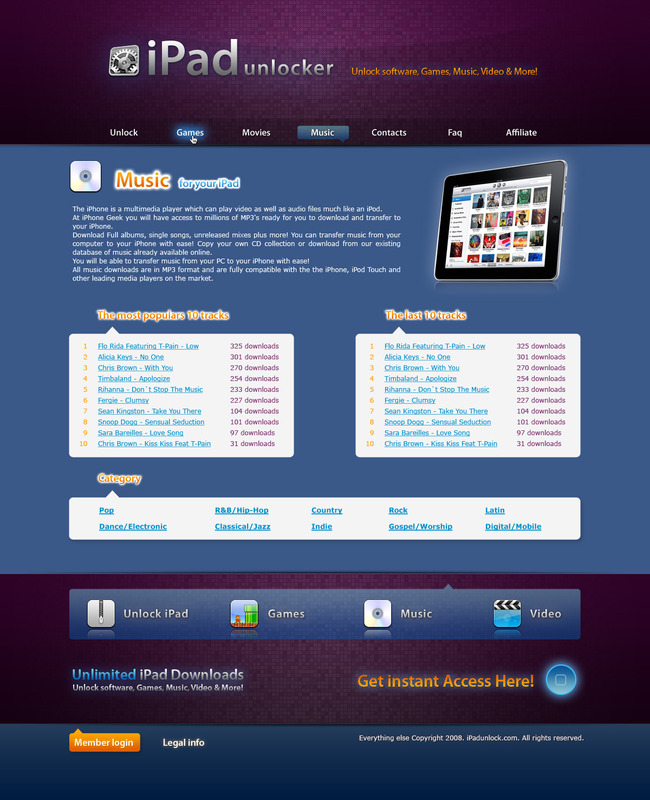 iPad unlocker
Unlock software, Games, Music, Video & More!
Unlock Games Movies Music Contacts Faq Affiliate
Music for your iPad
The iPhone is a multimedia player which can play video as well as audio files much like an iPod.
At iPhone Geek you will have access to millions of MP3's ready for you to download and transfer to
your iPhone.
Download Full albums, single songs, unreleased mixes plus more! You can transfer music from your
computer to your iPhone with ease! Copy your own CD collection or download from our existing
database of music already available online.
You will be able to transfer music from your PC to your iPhone with ease!
All music downloads are in MP3 format and are fully compatible with the the iPhone, iPod Touch and
other leading media players on the market.
The most populars 10 tracks
1 Flo Rida Featuring T-Pain - Low 325 downloads
2 Alicia Keys - No One 301 downloads
3 Chris Brown - With You 270 downloads
4 Timbaland - Apologize 254 downloads
5 Rihanna - Don`t Stop The Music 233 downloads
6 Fergie - Clumsy 227 downloads
7 Sean Kingston - Take You There 104 downloads
8 Snoop Dogg - Sensual Seduction 101 downloads
9 Sara Bareilles - Love Song 97 downloads
10 Chris Brown - Kiss Kiss Feat T-Pain 31 downloads
The last 10 tracks
1 Flo Rida Featuring T-Pain - Low 325 downloads
2 Alicia Keys - No One 301 downloads
3 Chris Brown - With You 270 downloads
4 Timbaland - Apologize 254 downloads
5 Rihanna - Don`t Stop The Music 233 downloads
6 Fergie - Clumsy 227 downloads
7 Sean Kingston - Take You There 104 downloads
8 Snoop Dogg - Sensual Seduction 101 downloads
9 Sara Bareilles - Love Song 97 downloads
10 Chris Brown - Kiss Kiss Feat T-Pain 31 downloads
Category
Pop R&B/Hip-Hop Country Rock Latin
Dance/Electronic Classical/Jazz Indie Gospel/Worship Digital/Mobile
Unlock iPad Games Music Video
Unlimited iPad Downloads
Unlock software, Games, Music, Video & More!
Get instant Access Here!
Member login Legal info
Everything else Copyright 2008. iPadunlock.com. All rights reserved.